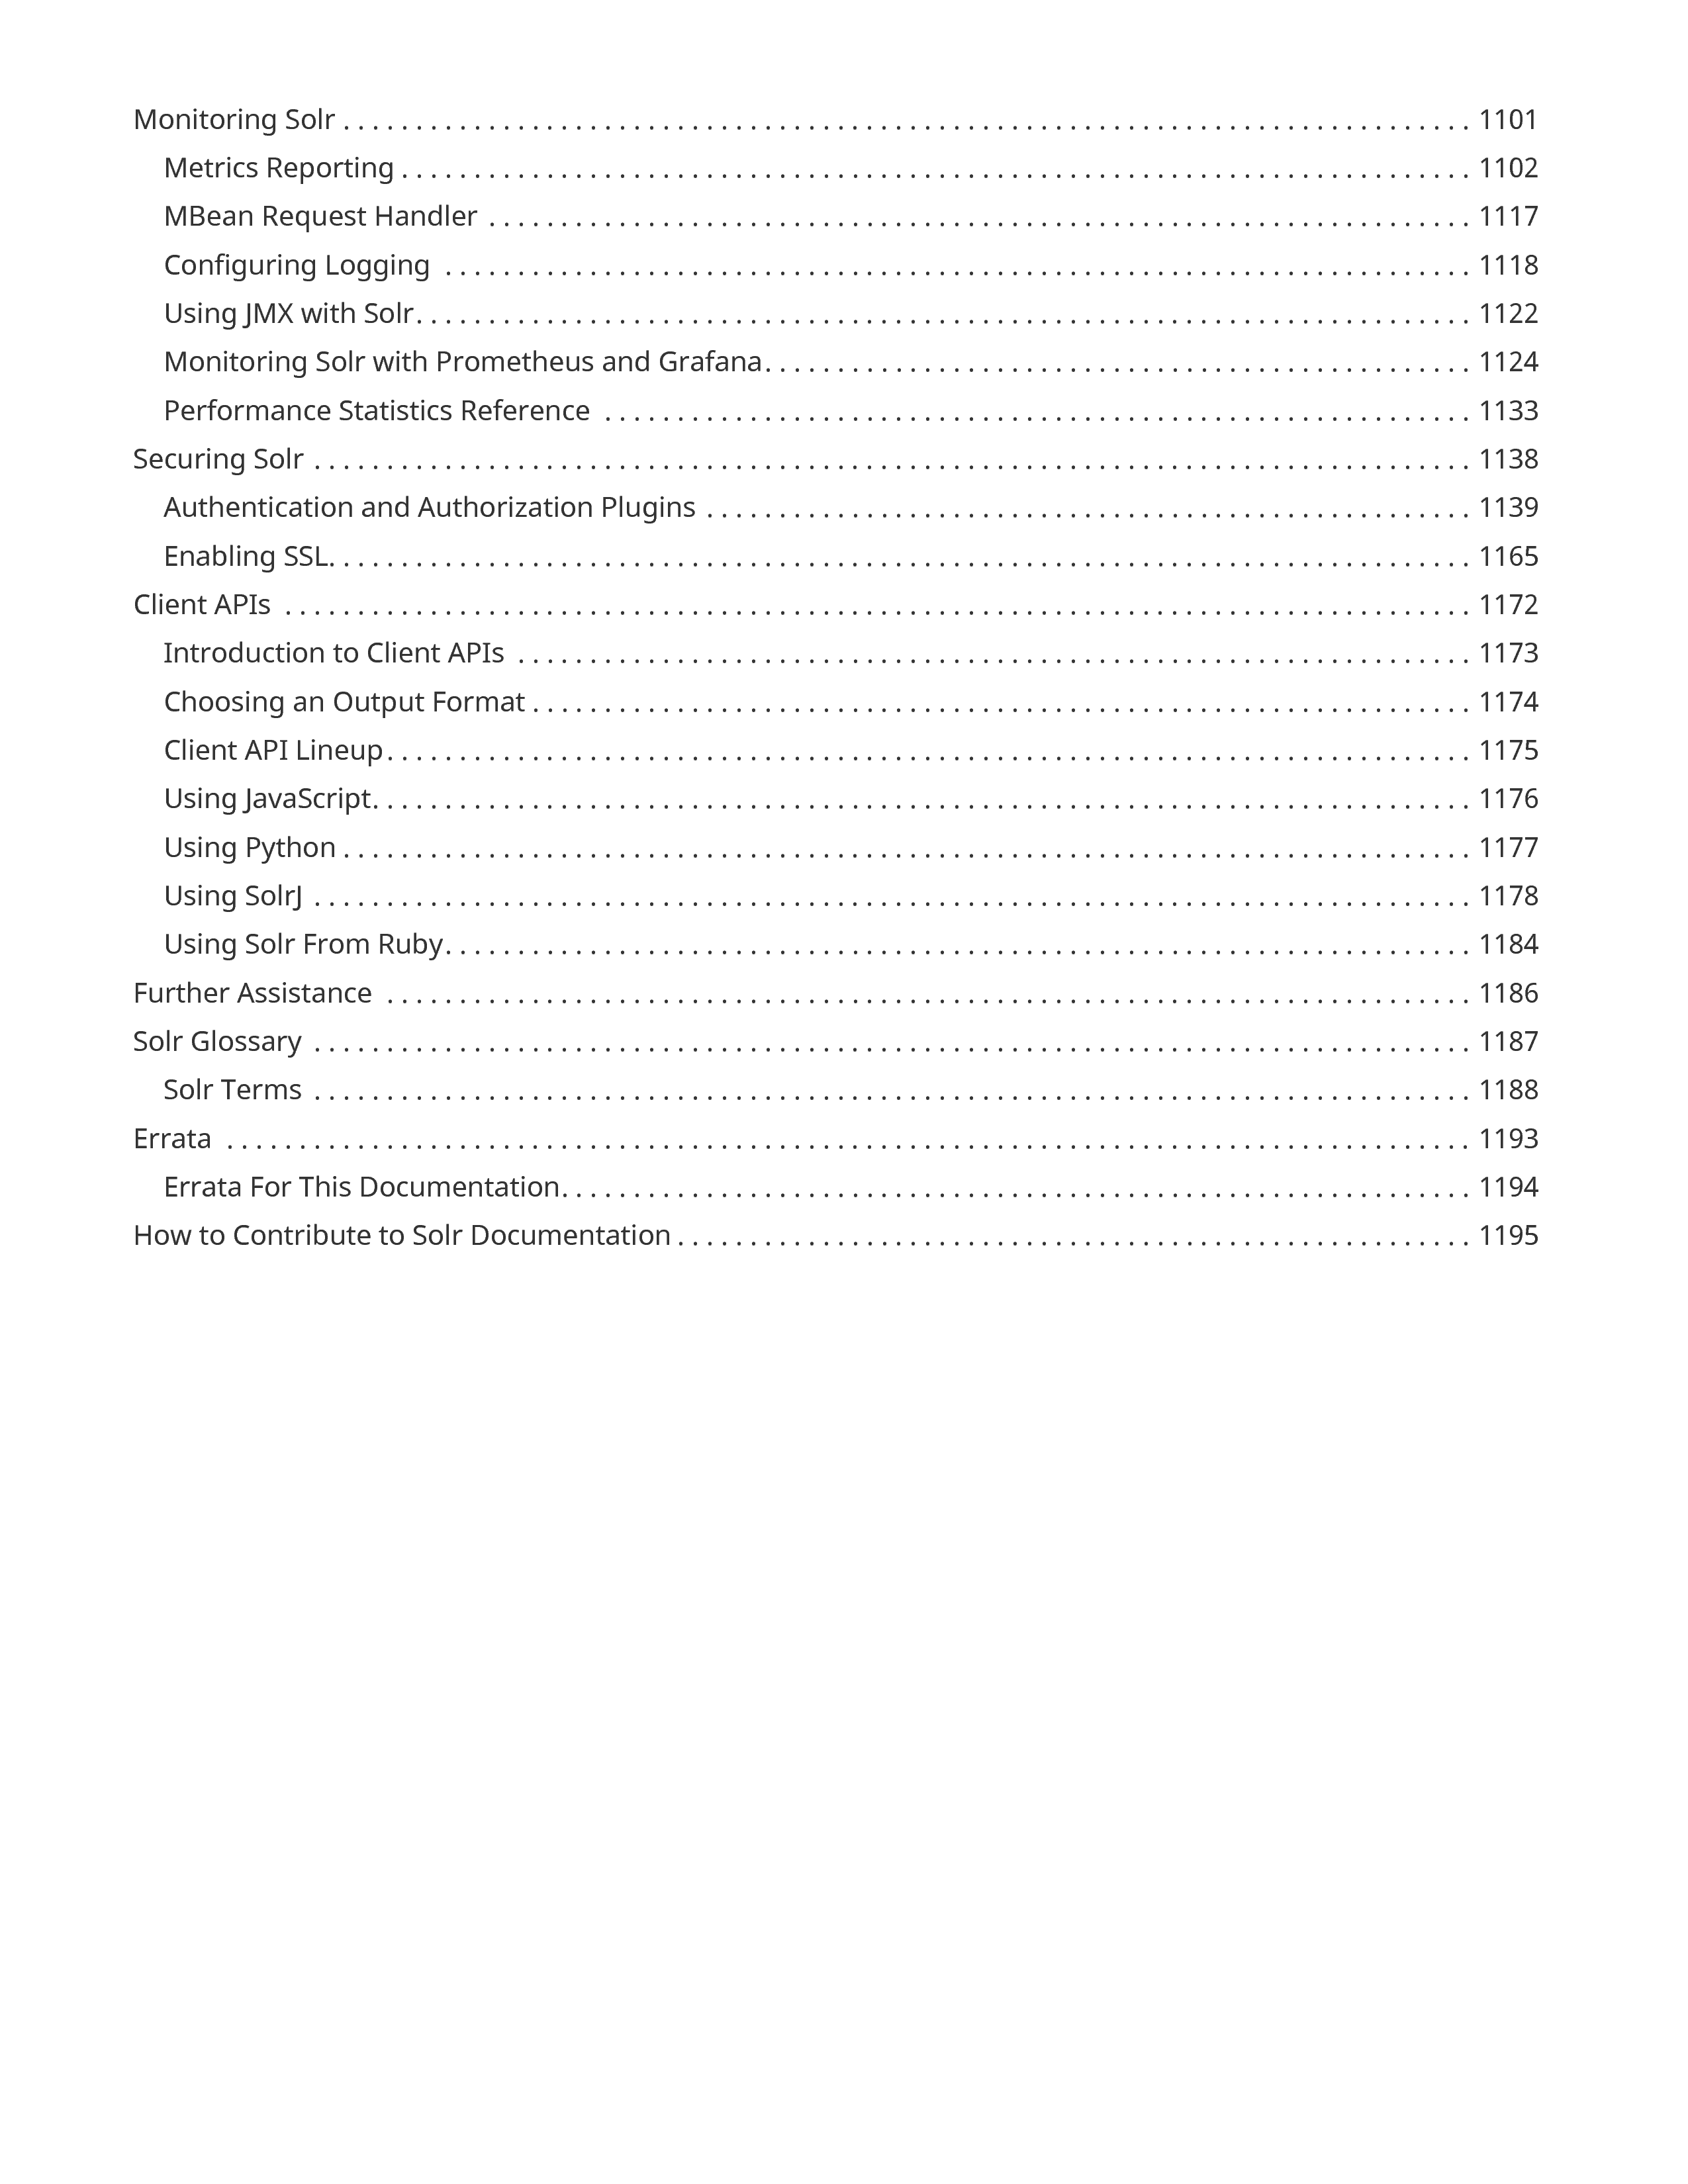 Monitoring Solr . . . . . . . . . . . . . . . . . . . . . . . . . . . . . . . . . . . . . . . . 1101
Metrics Reporting . . . . . . . . . . . . . . . . . . . . . . . . . . . . . . . . . . . . . . . . 1102
MBean Request Handler . . . . . . . . . . . . . . . . . . . . . . . . . . . . . . . . . . . . . . . . 1117
Configuring Logging . . . . . . . . . . . . . . . . . . . . . . . . . . . . . . . . . . . . . . . . 1118
Using JMX with Solr . . . . . . . . . . . . . . . . . . . . . . . . . . . . . . . . . . . . . . . . 1122
Monitoring Solr with Prometheus and Grafana . . . . . . . . . . . . . . . . . . . . . . . . . . . . . . 1124
Performance Statistics Reference . . . . . . . . . . . . . . . . . . . . . . . . . . . . . . . . . . . 1133
Securing Solr . . . . . . . . . . . . . . . . . . . . . . . . . . . . . . . . . . . . . . . . 1138
Authentication and Authorization Plugins . . . . . . . . . . . . . . . . . . . . . . . . . . . . . . 1139
Enabling SSL . . . . . . . . . . . . . . . . . . . . . . . . . . . . . . . . . . . . . . . . 1165
Client APIs . . . . . . . . . . . . . . . . . . . . . . . . . . . . . . . . . . . . . . . . 1172
Introduction to Client APIs . . . . . . . . . . . . . . . . . . . . . . . . . . . . . . . . . . . . 1173
Choosing an Output Format . . . . . . . . . . . . . . . . . . . . . . . . . . . . . . . . . . . . 1174
Client API Lineup . . . . . . . . . . . . . . . . . . . . . . . . . . . . . . . . . . . . . . . . 1175
Using JavaScript . . . . . . . . . . . . . . . . . . . . . . . . . . . . . . . . . . . . . . . . 1176
Using Python . . . . . . . . . . . . . . . . . . . . . . . . . . . . . . . . . . . . . . . . 1177
Using SolrJ . . . . . . . . . . . . . . . . . . . . . . . . . . . . . . . . . . . . . . . . 1178
Using Solr From Ruby . . . . . . . . . . . . . . . . . . . . . . . . . . . . . . . . . . . . . . . . 1184
Further Assistance . . . . . . . . . . . . . . . . . . . . . . . . . . . . . . . . . . . . . . . . 1186
Solr Glossary . . . . . . . . . . . . . . . . . . . . . . . . . . . . . . . . . . . . . . . . 1187
Solr Terms . . . . . . . . . . . . . . . . . . . . . . . . . . . . . . . . . . . . . . . . 1188
Errata . . . . . . . . . . . . . . . . . . . . . . . . . . . . . . . . . . . . . . . . 1193
Errata For This Documentation . . . . . . . . . . . . . . . . . . . . . . . . . . . . . . . . . . . 1194
How to Contribute to Solr Documentation . . . . . . . . . . . . . . . . . . . . . . . . . . . . . . 1195